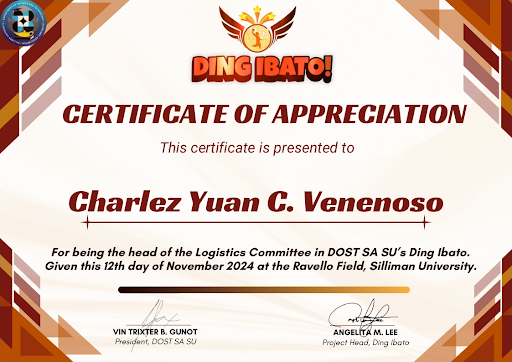 DING IBATO!
CERTIFICATE OF APPRECIATION
This certificate is presented to
Charlez Yuan C. Venenoso
For being the head of the Logistics Committee in DOST SA SU's Ding Ibato.
Given this 12th day of November 2024 at the Ravello Field, Silliman University.
VIN TRIXTER B. GUNOT
President, DOST SA SU
ANGELITA M. LEE
Project Head, Ding Ibato